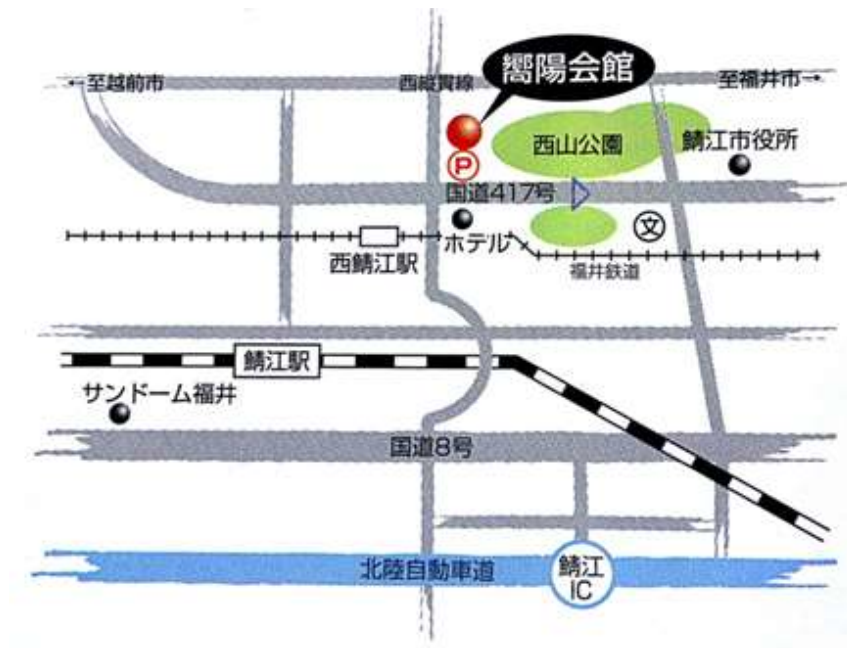 嚮陽会館
←至越前市
西縦貫線
至福井市→
西山公園
鯖江市役所
P
国道417号
ホテル
文
西鯖江駅
福井鉄道
鯖江駅
サンドーム福井
国道8号
北陸自動車道
鯖江
IC